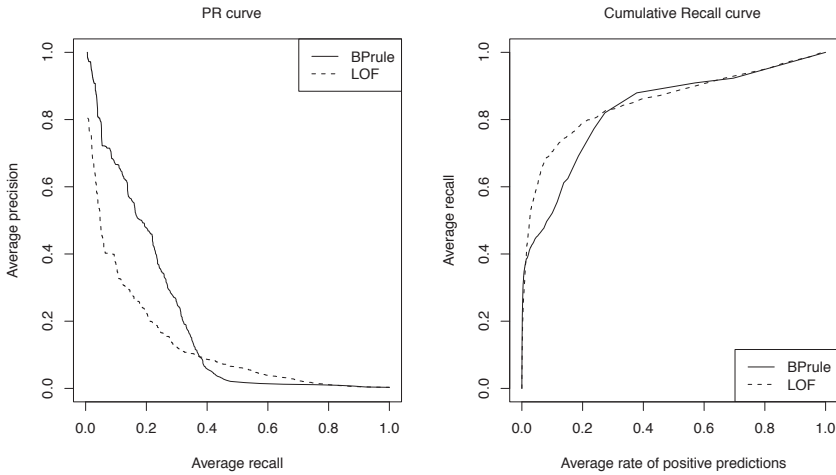 PR curve
Average precision
1.0
0.8
0.6
0.4
0.2
0.0
BPrule
LOF
0.0 0.2 0.4 0.6 0.8 1.0
Average recall
Cumulative Recall curve
Average recall
1.0
0.8
0.6
0.4
0.2
0.0
BPrule
LOF
0.0 0.2 0.4 0.6 0.8 1.0
Average rate of positive predictions